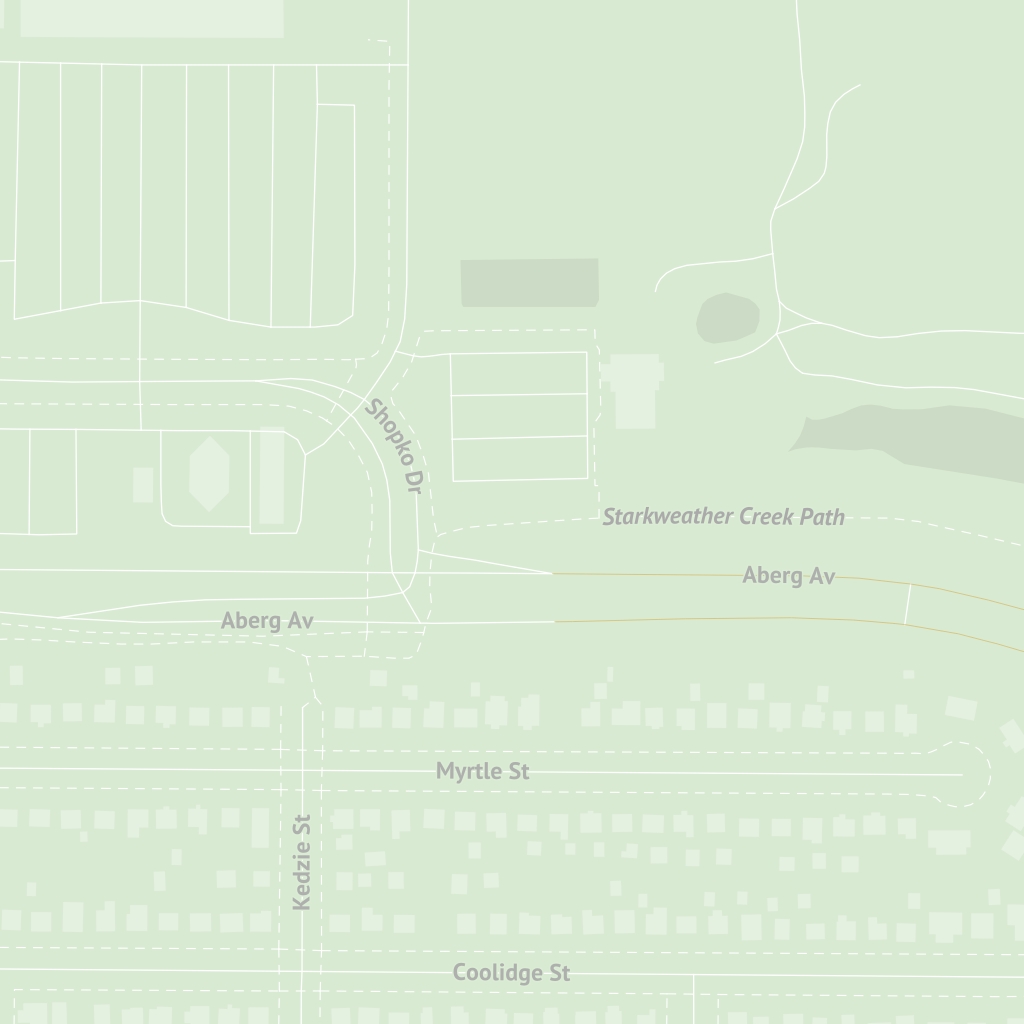 Shopko Dr
Starkweather Creek Path
Aberg Av
Aberg Av
Myrtle St
Kedzie St
Coolidge St